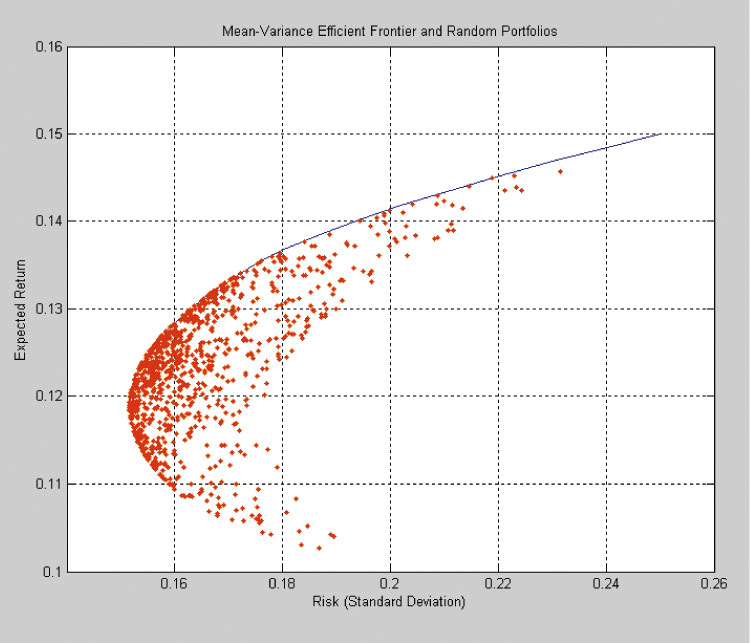 Mean-Variance Efficient Frontier and Random Portfolios
0.16
0.15
0.14
0.13
0.12
0.11
0.1
Expected Return
0.16 0.18 0.2 0.22 0.24 0.26
Risk (Standard Deviation)